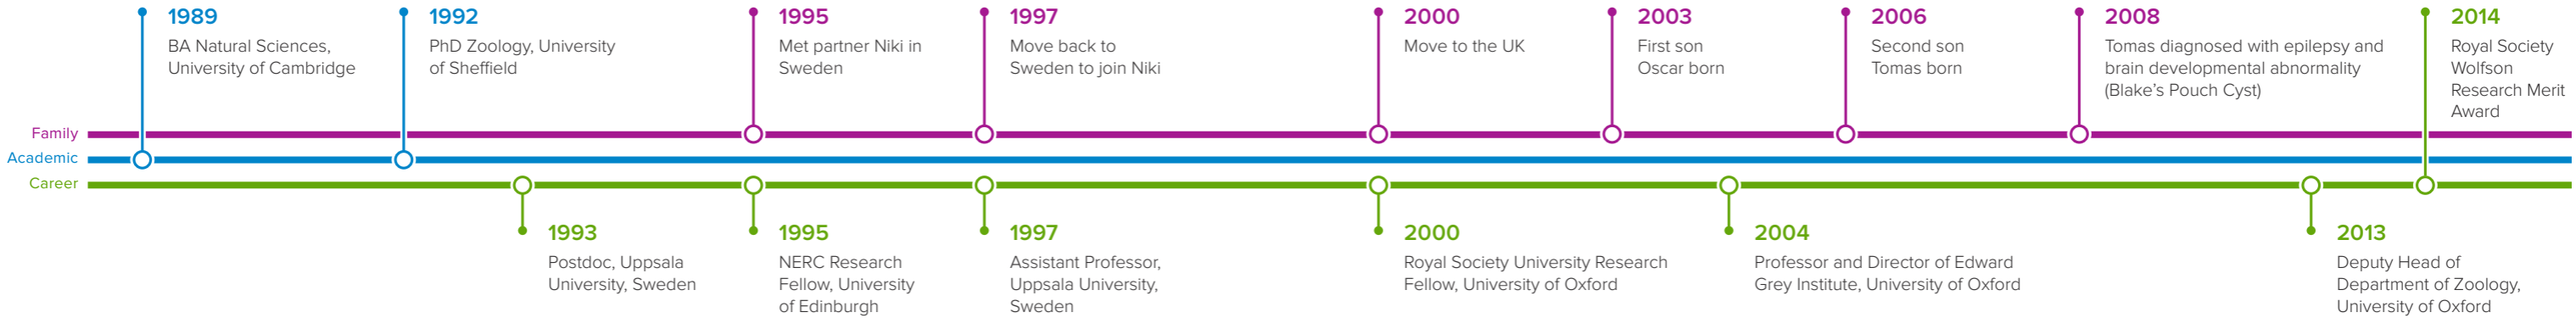 1989
BA Natural Sciences,
University of Cambridge
1992
PhD Zoology, University
of Sheffield
1995
Met partner Niki in
Sweden
1997
Move back to
Sweden to join Niki
2000
Move to the UK
2003
First son
Oscar born
2006
Second son
Tomas born
2008
Tomas diagnosed with epilepsy and
brain developmental abnormality
(Blake's Pouch Cyst)
2014
Royal Society
Wolfson
Research Merit
Award
Family
Academic
Career
1993
Postdoc, Uppsala
University, Sweden
1995
NERC Research
Fellow, University
of Edinburgh
1997
Assistant Professor,
Uppsala University,
Sweden
2000
Royal Society University Research
Fellow, University of Oxford
2004
Professor and Director of Edward
Grey Institute, University of Oxford
2013
Deputy Head of
Department of Zoology,
University of Oxford